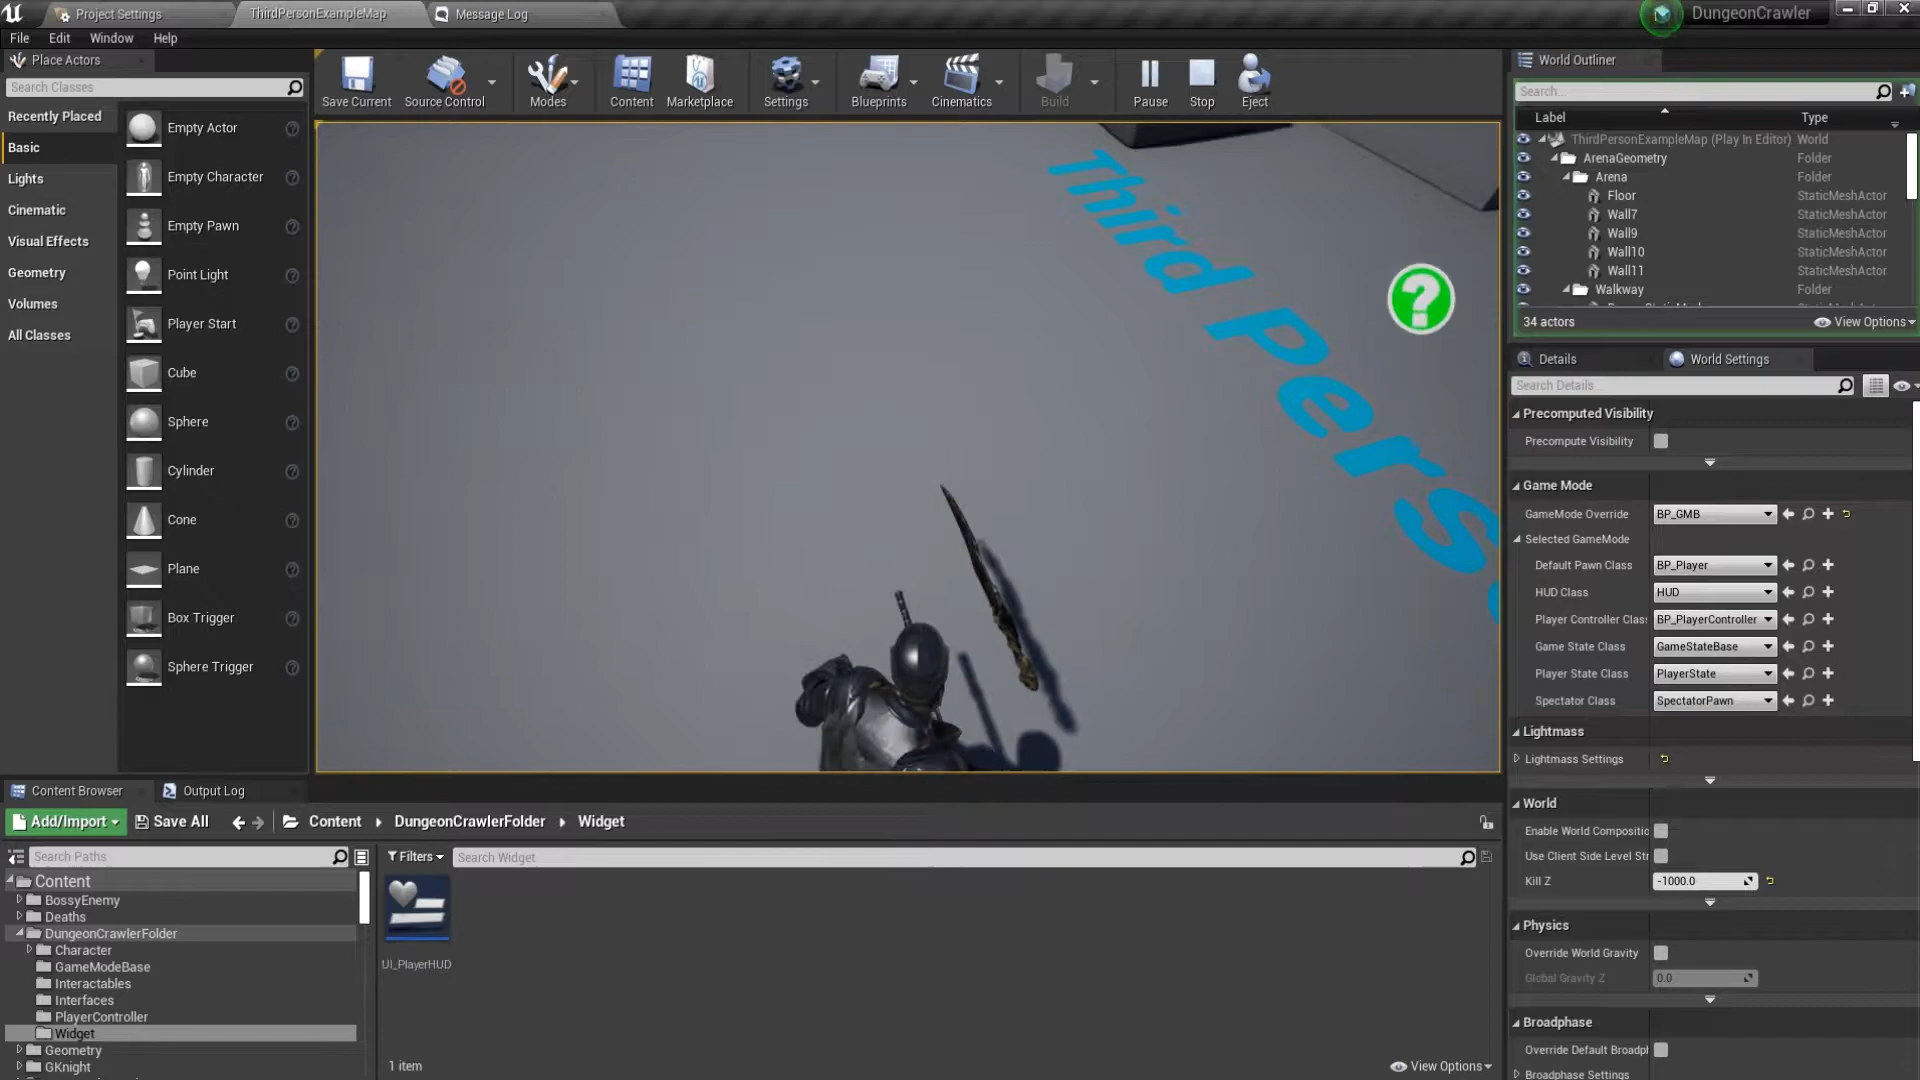 Project Settings
ThirdPersonExampleMap
Message Log
DungeonCrawler
File Edit Window Help
Place Actors
Search Classes
Recently Placed
Basic
Lights
Cinematic
Visual Effects
Geometry
Volumes
All Classes
Empty Actor
Empty Character
Empty Pawn
Point Light
Player Start
Cube
Sphere
Cylinder
Cone
Plane
Box Trigger
Sphere Trigger
Save Current
Source Control
Modes
Content
Marketplace
Settings
Blueprints
Cinematics
Build
Pause
Stop
Eject
Third Pers
?
World Outliner
Search...
Label Type
ThirdPersonExampleMap (Play In Editor) World
ArenaGeometry Folder
Arena Folder
Floor StaticMeshActor
Wall7 StaticMeshActor
Wall9 StaticMeshActor
Wall10 StaticMeshActor
Wall11 StaticMeshActor
Walkway Folder
34 actors
View Options
Details
World Settings
Search Details
Precomputed Visibility
Precompute Visibility
Game Mode
GameMode Override BP_GMB
Selected GameMode
Default Pawn Class BP_Player
HUD Class HUD
Player Controller Clas BP_PlayerController
Game State Class GameStateBase
Player State Class PlayerState
Spectator Class SpectatorPawn
Lightmass
Lightmass Settings
World
Enable World Compositio
Use Client Side Level Str
Kill Z -1000.0
Physics
Override World Gravity
Global Gravity Z 0.0
Broadphase
Override Default Broadph
Broadphase Settings
Content Browser
Output Log
Add/Import Save All Content DungeonCrawlerFolder Widget
Search Paths
Filters
Search Widget
Content
BossyEnemy
Deaths
DungeonCrawlerFolder
Character
GameModeBase
Interactables
Interfaces
PlayerController
Widget
Geometry
GKnight
UI_PlayerHUD
1 item
View Options